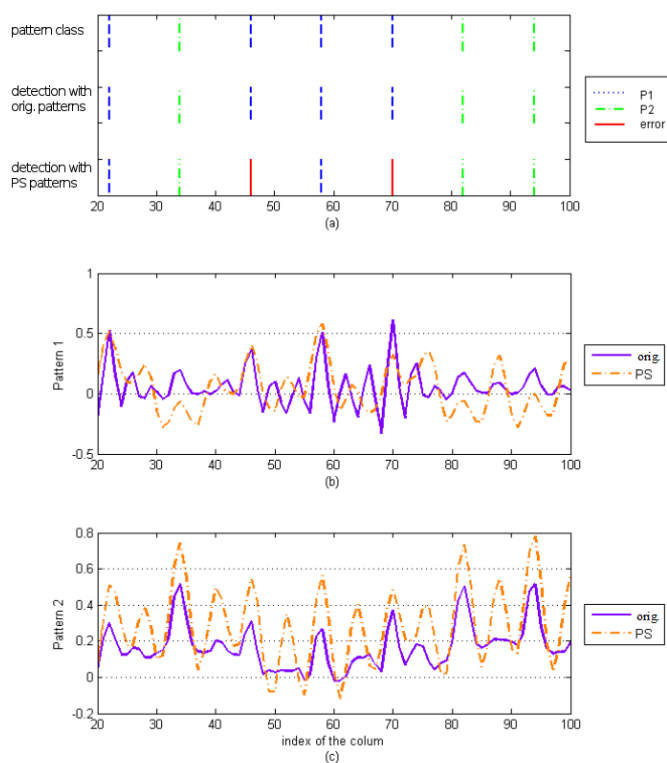 pattern class
detection with
orig. patterns
detection with
PS patterns
P1
P2
error
20 30 40 50 60 70 80 90 100
(a)
1
0.5
0
-0.5
Pattern 1
orig.
PS
20 30 40 50 60 70 80 90 100
(b)
0.8
0.6
0.4
0.2
0
-0.2
Pattern 2
orig.
PS
20 30 40 50 60 70 80 90 100
index of the colum
(c)